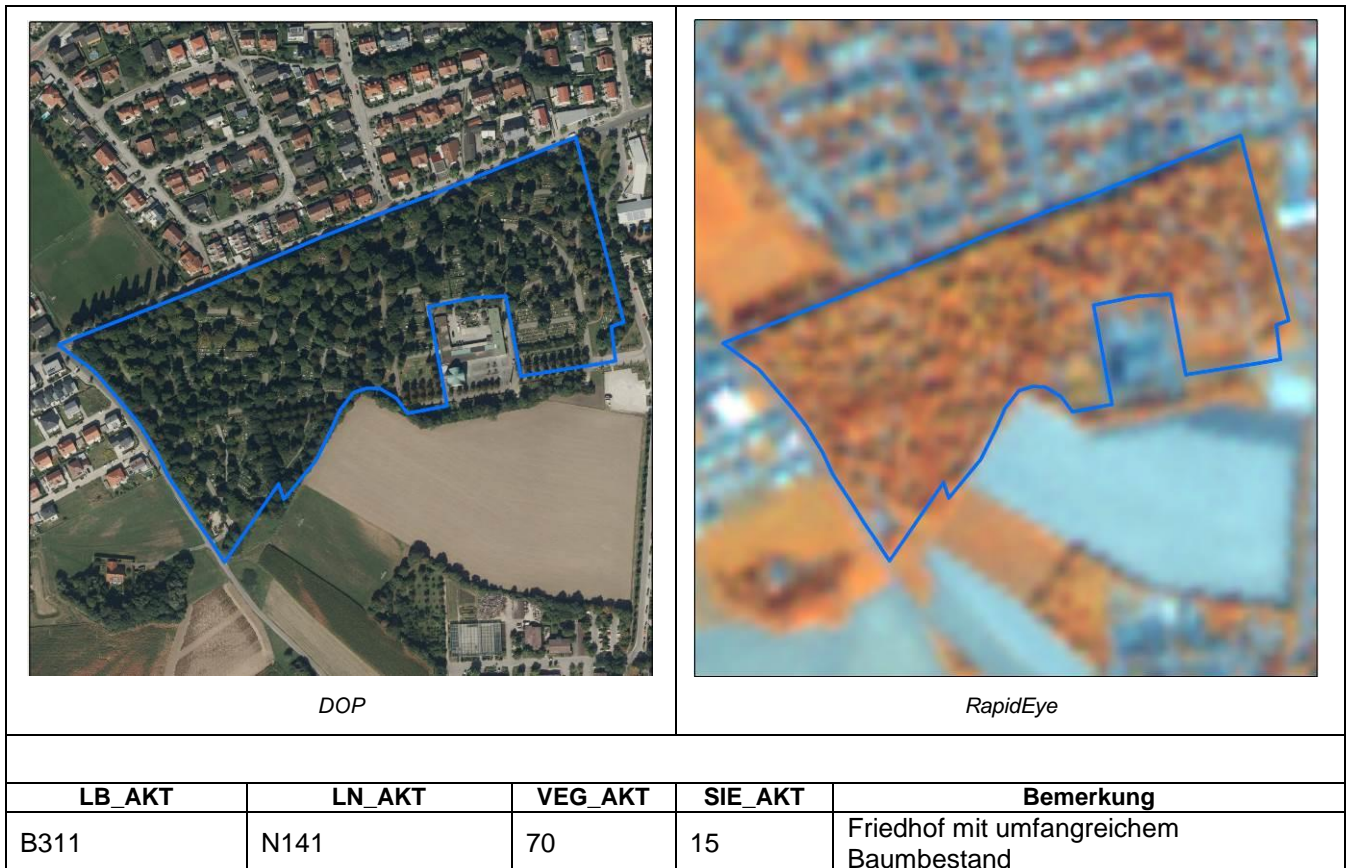 DOP
RapidEye
LB_AKT LN_AKT VEG_AKT SIE_AKT Bemerkung
B311 N141 70 15 Friedhof mit umfangreichem
Baumbestand